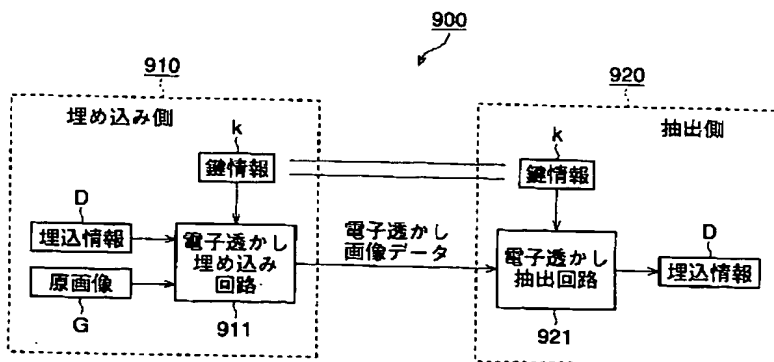 900
910
920
埋め込み側
抽出側
k
鍵情報
k
鍵情報
D
埋込情報
電子透かし
埋め込み
回路
電子透かし
画像データ
電子透かし
抽出回路
D
埋込情報
原画像
G
911
921